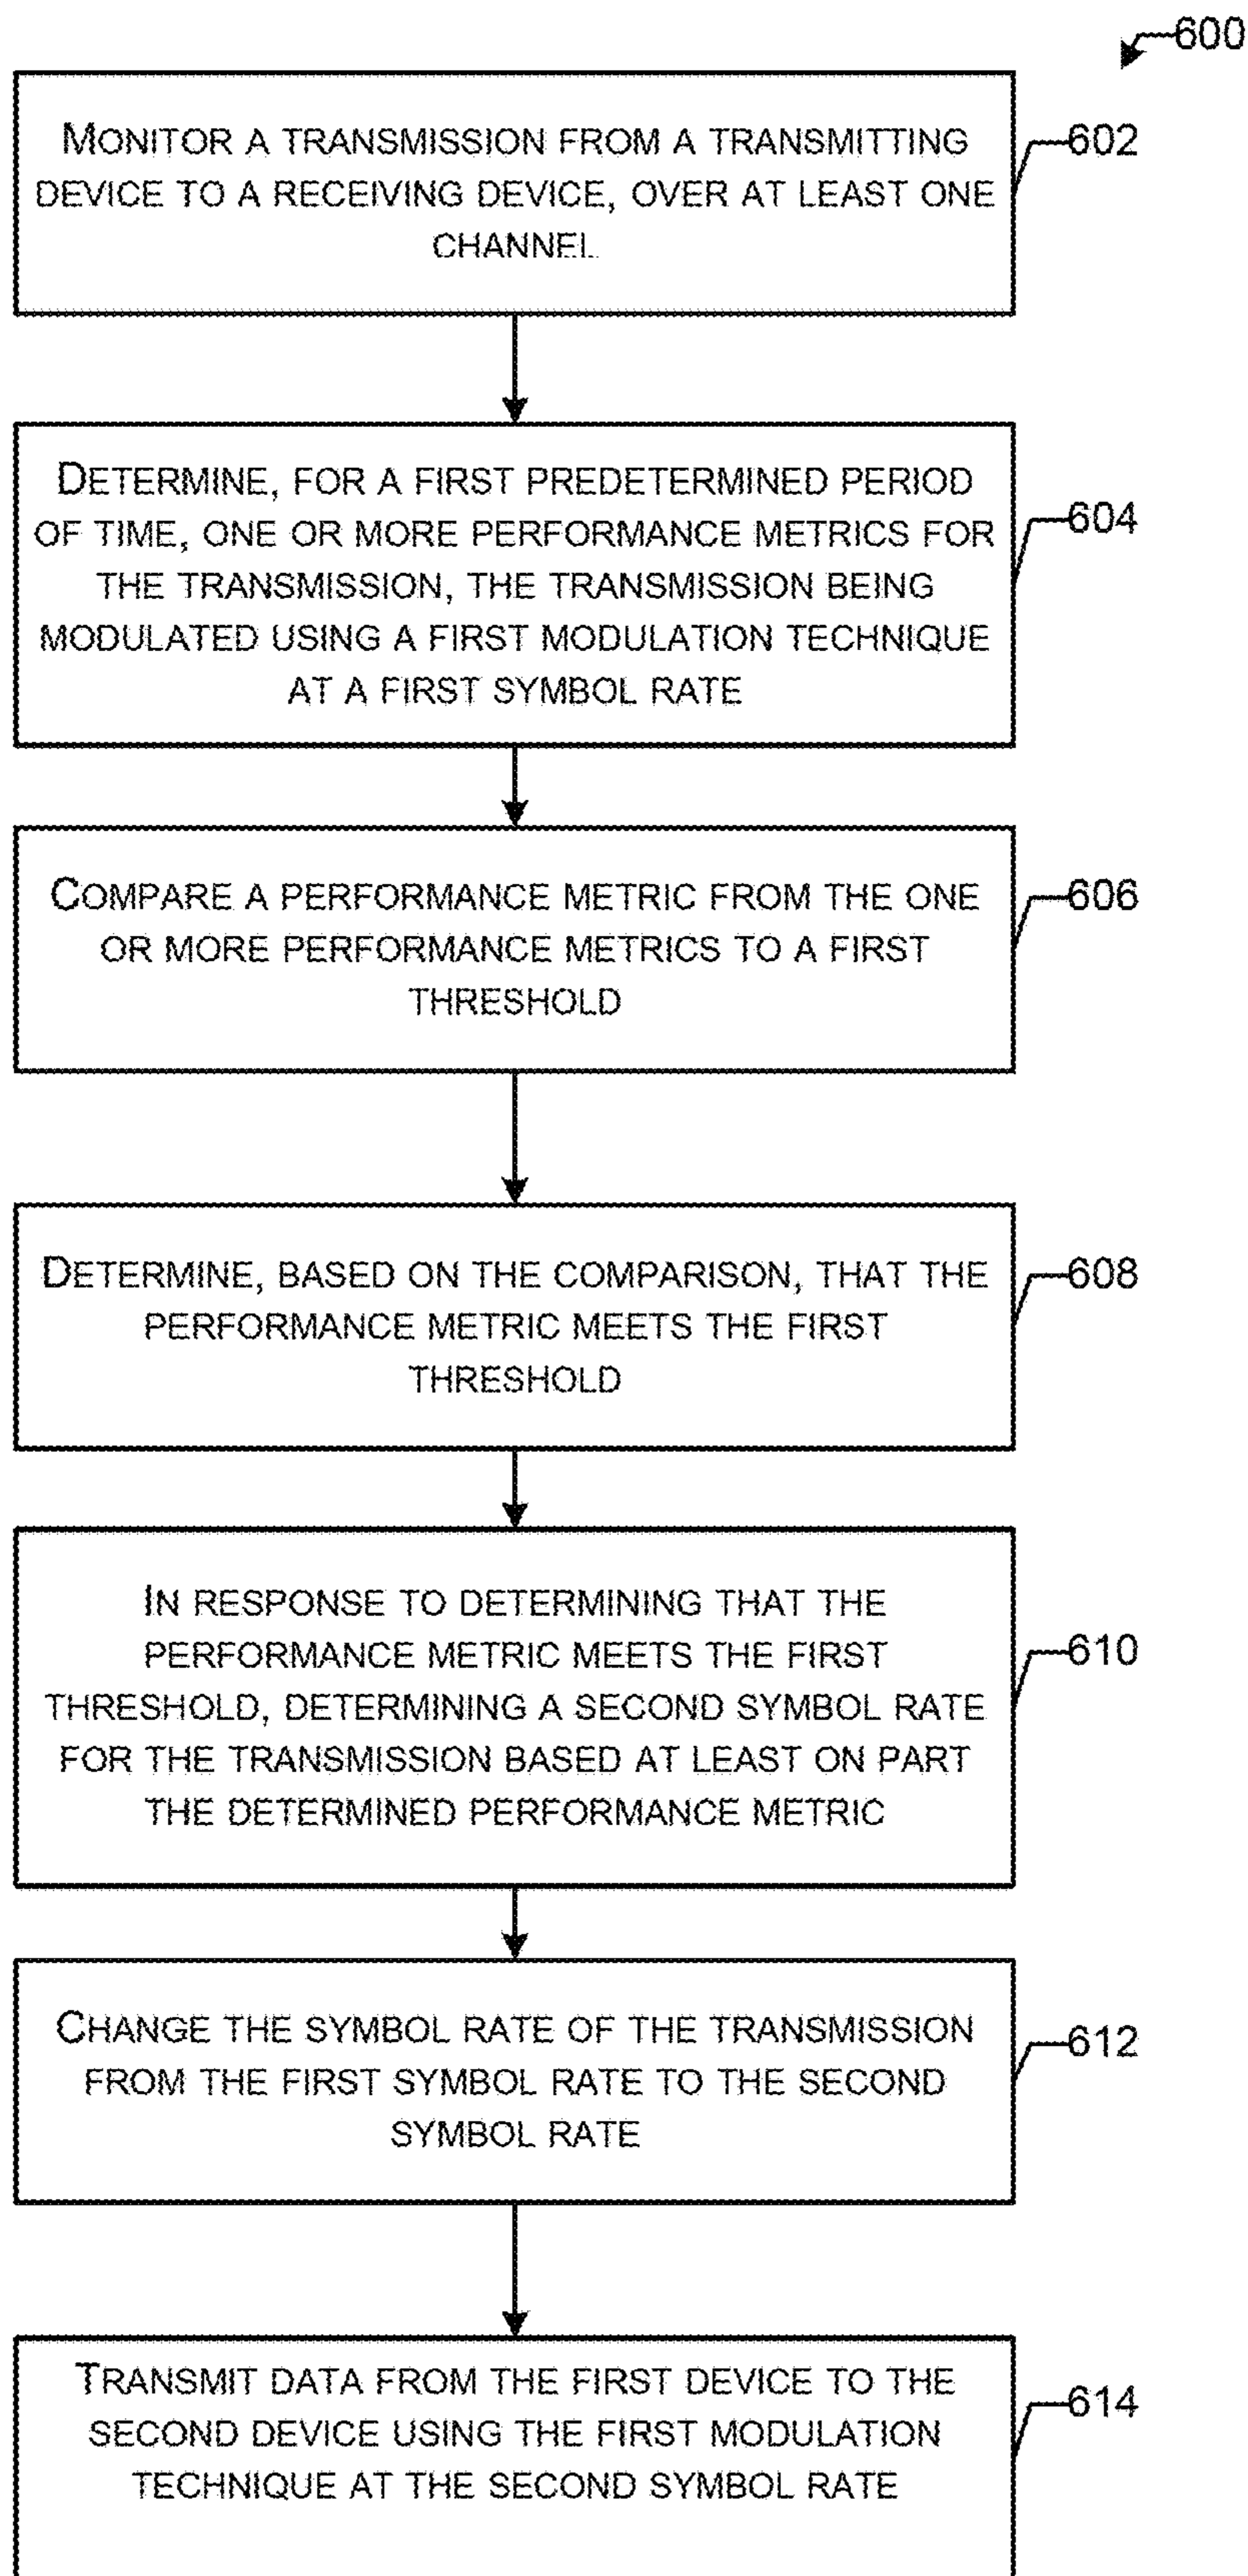 600
MONITOR A TRANSMISSION FROM A TRANSMITTING
DEVICE TO A RECEIVING DEVICE, OVER AT LEAST ONE
CHANNEL
602
DETERMINE, FOR A FIRST PREDETERMINED PERIOD
OF TIME, ONE OR MORE PERFORMANCE METRICS FOR
THE TRANSMISSION, THE TRANSMISSION BEING
MODULATED USING A FIRST MODULATION TECHNIQUE
AT A FIRST SYMBOL RATE
604
COMPARE A PERFORMANCE METRIC FROM THE ONE
OR MORE PERFORMANCE METRICS TO A FIRST
THRESHOLD
606
DETERMINE, BASED ON THE COMPARISON, THAT THE
PERFORMANCE METRIC MEETS THE FIRST
THRESHOLD
608
IN RESPONSE TO DETERMINING THAT THE
PERFORMANCE METRIC MEETS THE FIRST
THRESHOLD, DETERMINING A SECOND SYMBOL RATE
FOR THE TRANSMISSION BASED AT LEAST ON PART
THE DETERMINED PERFORMANCE METRIC
610
CHANGE THE SYMBOL RATE OF THE TRANSMISSION
FROM THE FIRST SYMBOL RATE TO THE SECOND
SYMBOL RATE
612
TRANSMIT DATA FROM THE FIRST DEVICE TO THE
SECOND DEVICE USING THE FIRST MODULATION
TECHNIQUE AT THE SECOND SYMBOL RATE
614